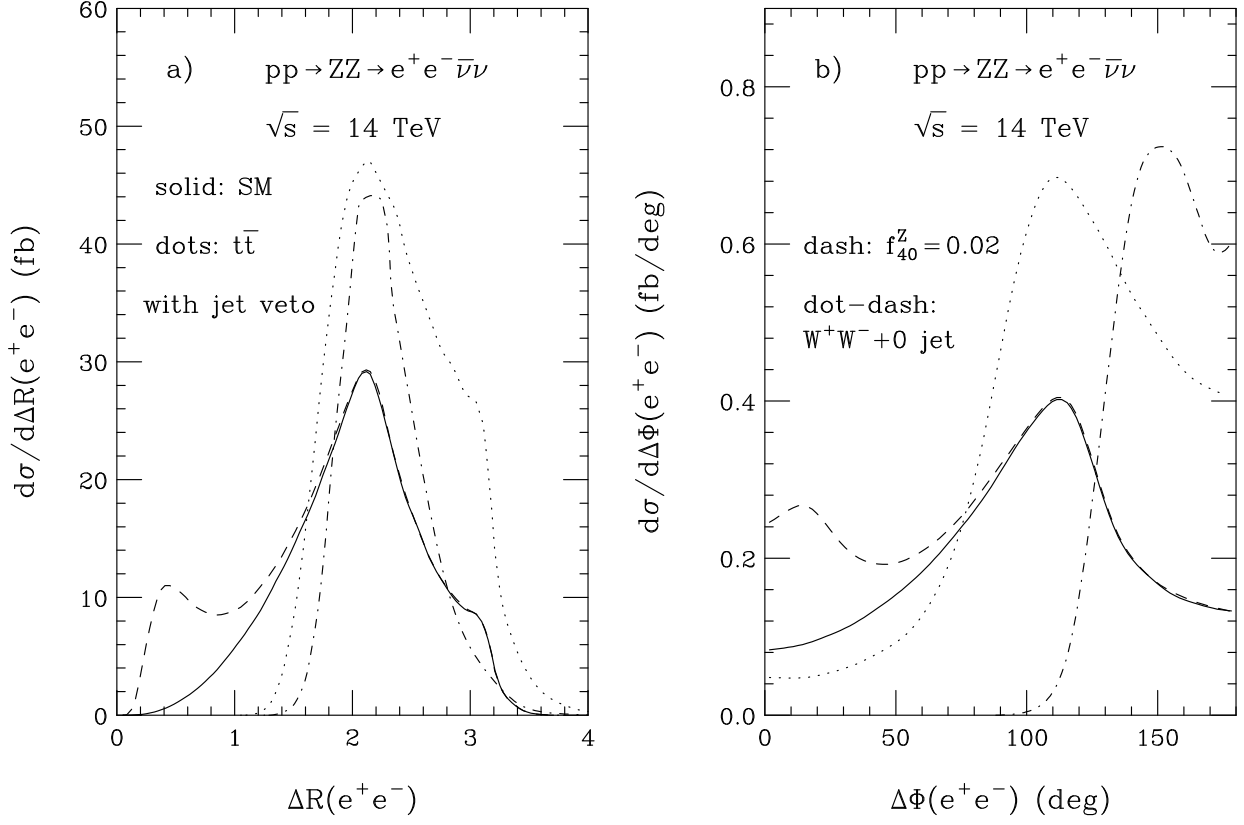 a)
pp→ZZ→e⁺e⁻ν̅ν
√s = 14 TeV
solid: SM
dots: tt̅
with jet veto
dσ/dΔR(e⁺e⁻) (fb)
60
50
40
30
20
10
0
0 1 2 3 4
ΔR(e⁺e⁻)
b)
pp→ZZ→e⁺e⁻ν̅ν
√s = 14 TeV
dash: f₄₀ᶻ=0.02
dot-dash:
W⁺W⁻+0 jet
dσ/dΔΦ(e⁺e⁻) (fb/deg)
0.8
0.6
0.4
0.2
0.0
0 50 100 150
ΔΦ(e⁺e⁻) (deg)